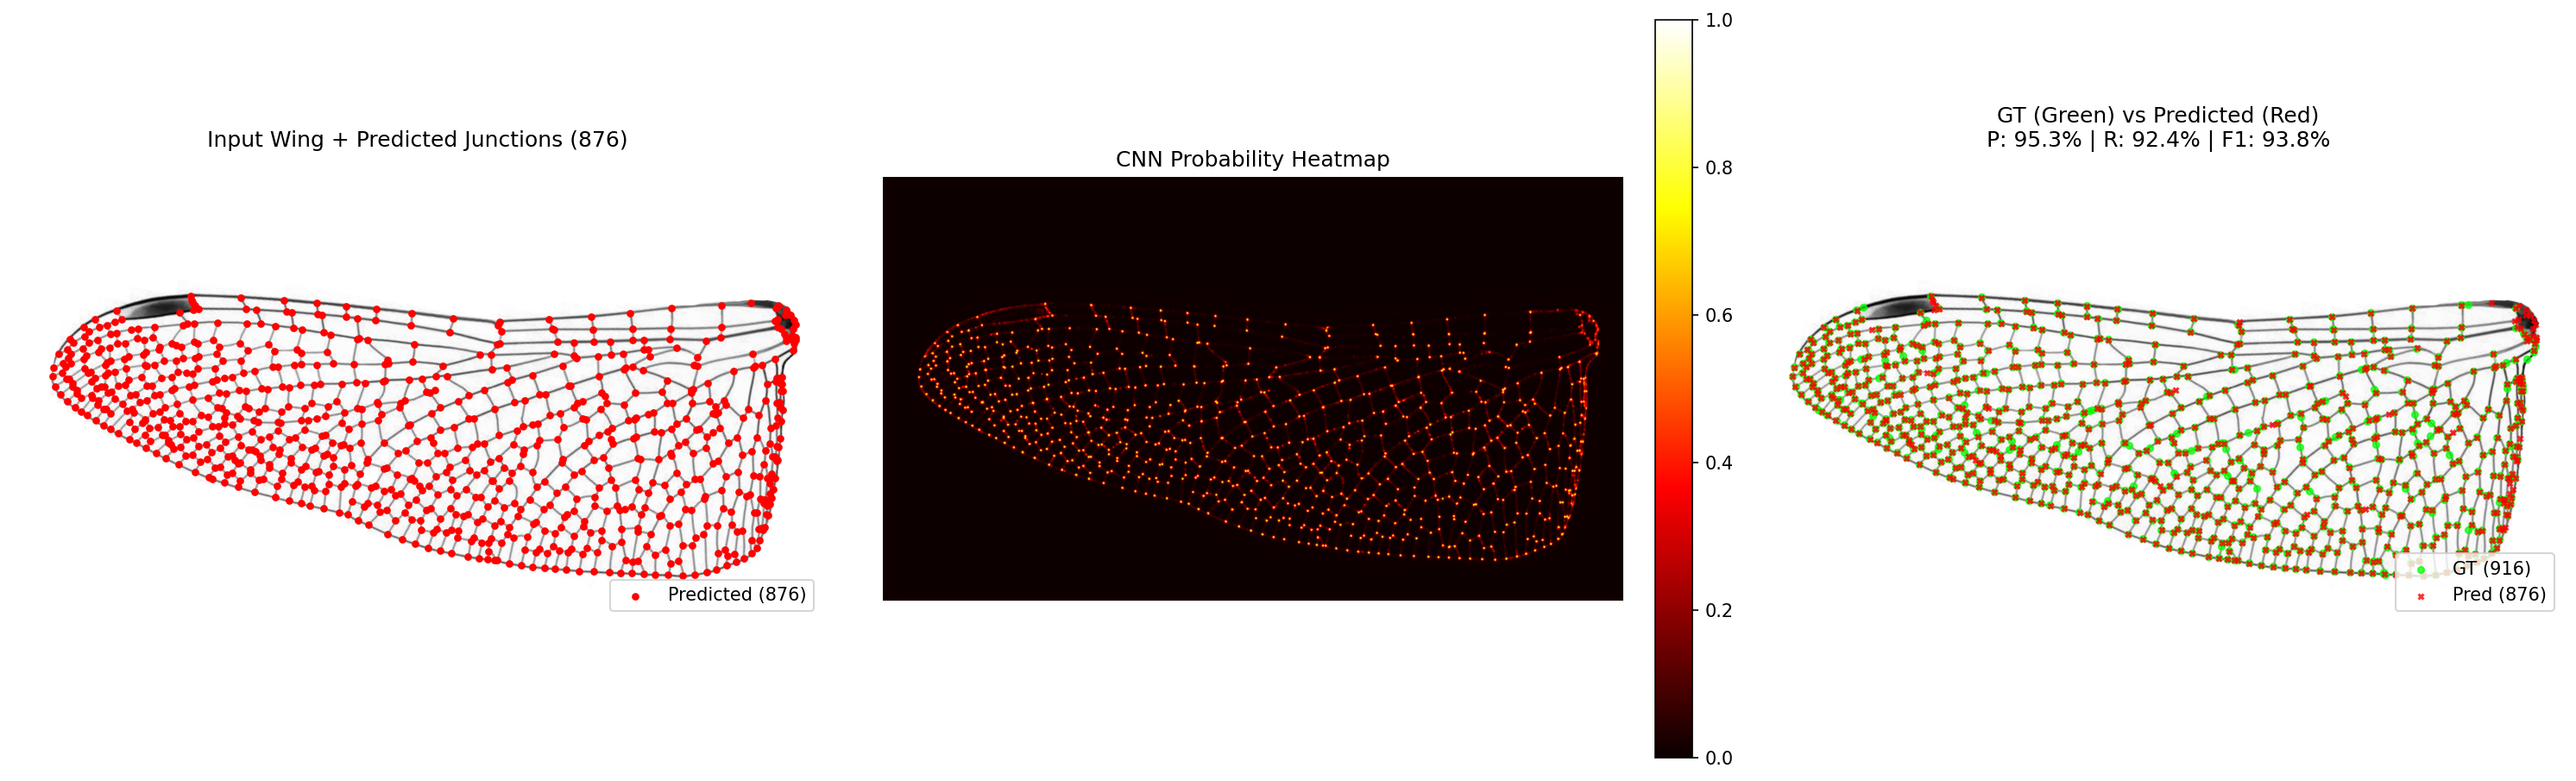 Input Wing + Predicted Junctions (876)
Predicted (876)
CNN Probability Heatmap
1.0
0.8
0.6
0.4
0.2
0.0
GT (Green) vs Predicted (Red)
P: 95.3% | R: 92.4% | F1: 93.8%
GT (916)
Pred (876)